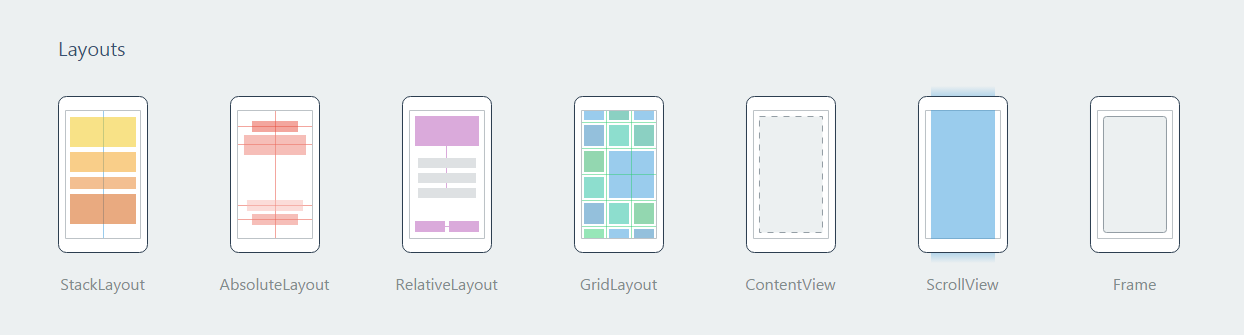 Layouts
StackLayout
AbsoluteLayout
RelativeLayout
GridLayout
ContentView
ScrollView
Frame